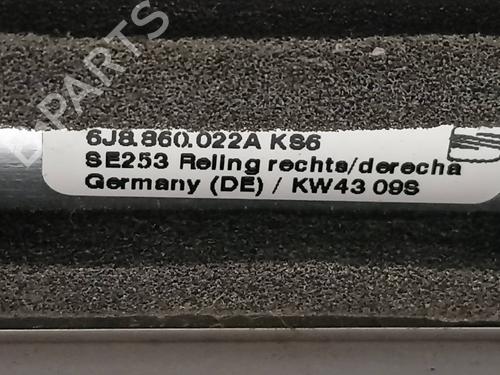 6J8.860.022A KS6
SE253 Reling rechts/derecha
Germany (DE) / KW43 09S